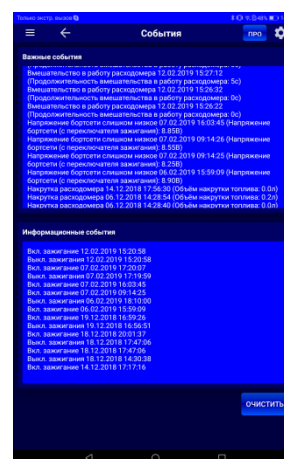 Только экстр. вызов
48%
События
ПРО
Важные события
(Продолжительность вмешательства в работу расходомера: 0с)
Вмешательство в работу расходомера 12.02.2019 15:27:12
(Продолжительность вмешательства в работу расходомера: 5с)
Вмешательство в работу расходомера 12.02.2019 15:26:32
(Продолжительность вмешательства в работу расходомера: 0с)
Вмешательство в работу расходомера 12.02.2019 15:26:22
(Продолжительность вмешательства в работу расходомера: 0с)
Напряжение бортсети слишком низкое 07.02.2019 16:03:45 (Напряжение
бортсети (с переключателя зажигания): 8.85В)
Напряжение бортсети слишком низкое 07.02.2019 09:14:26 (Напряжение
бортсети (с переключателя зажигания): 8.55В)
Напряжение бортсети слишком низкое 07.02.2019 09:14:25 (Напряжение
бортсети (с переключателя зажигания): 8.25В)
Напряжение бортсети слишком низкое 06.02.2019 15:59:09 (Напряжение
бортсети (с переключателя зажигания): 8.90В)
Накрутка расходомера 14.12.2018 17:56:30 (Объём накрутки топлива: 0.0л)
Накрутка расходомера 06.12.2018 14:28:54 (Объём накрутки топлива: 0.2л)
Накрутка расходомера 06.12.2018 14:28:40 (Объём накрутки топлива: 0.0л)
Информационные события
Вкл. зажигание 12.02.2019 15:20:58
Выкл. зажигания 12.02.2019 15:20:58
Вкл. зажигание 07.02.2019 17:20:07
Выкл. зажигания 07.02.2019 17:19:59
Вкл. зажигание 07.02.2019 16:03:45
Вкл. зажигание 07.02.2019 09:14:25
Выкл. зажигания 06.02.2019 18:10:00
Вкл. зажигание 06.02.2019 15:59:09
Вкл. зажигание 19.12.2018 16:59:26
Выкл. зажигания 19.12.2018 16:56:51
Вкл. зажигание 18.12.2018 20:01:37
Выкл. зажигания 18.12.2018 17:47:06
Вкл. зажигание 18.12.2018 17:47:06
Выкл. зажигания 18.12.2018 14:30:38
Вкл. зажигание 14.12.2018 17:17:16
ОЧИСТИТЬ